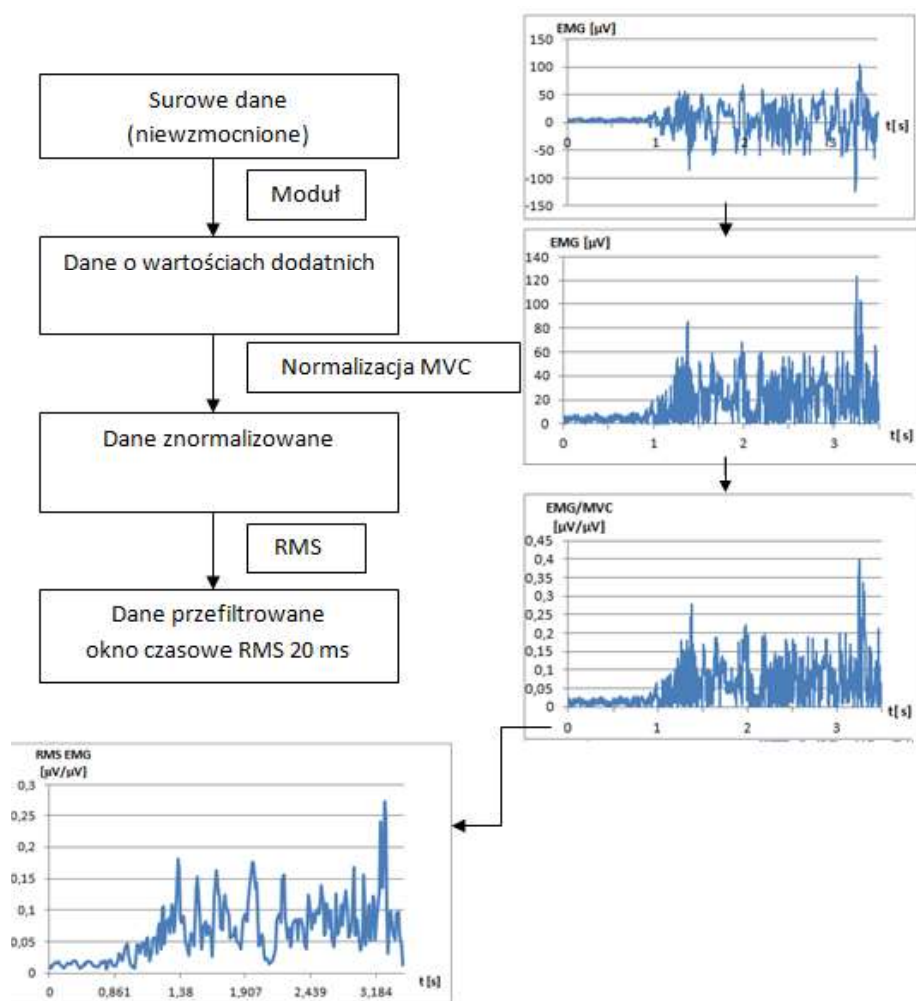 Surowe dane
(niewzmocnione)
Moduł
Dane o wartościach dodatnich
Normalizacja MVC
Dane znormalizowane
RMS
Dane przefiltrowane
okno czasowe RMS 20 ms
EMG [µV]
150
100
50
0
-50
-100
-150
0
1
2
t[s]
EMG [µV]
140
120
100
80
60
40
20
0
0
1
2
3
t[s]
EMG/MVC
[µV/µV]
0,45
0,4
0,35
0,3
0,25
0,2
0,15
0,1
0,05
0
0
1
2
3
t[s]
RMS EMG
[µV/µV]
0,3
0,25
0,2
0,15
0,1
0,05
0
0
0,861
1,38
1,907
2,439
3,184
t[s]